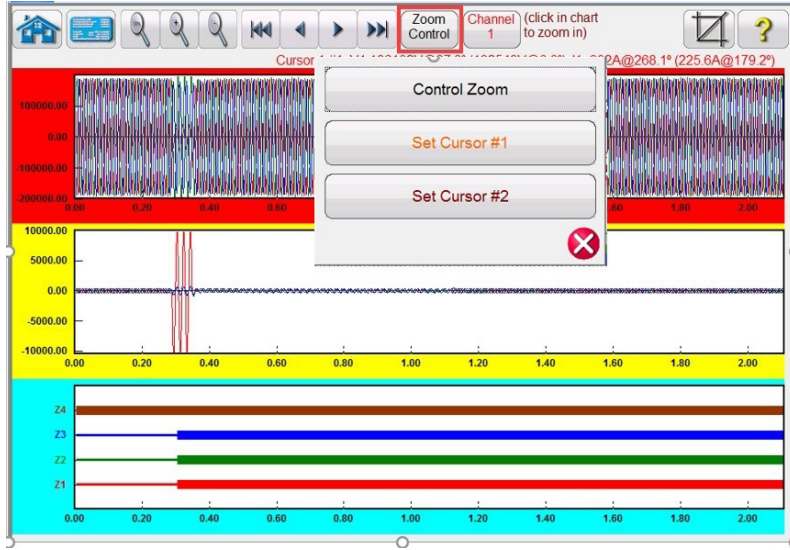 Zoom Control
Channel 1
(click in chart to zoom in)
?
Cursor
2A@268.1º (225.6A@179.2º)
Control Zoom
Set Cursor #1
Set Cursor #2
100000.00
0.00
-100000.00
-200000.00
0.00 0.20 0.40 0.60 1.80 2.00
10000.00
5000.00
0.00
-5000.00
-10000.00
0.00 0.20 0.40 0.60 0.80 1.00 1.20 1.40 1.60 1.80 2.00
Z4
Z3
Z2
Z1
0.00 0.20 0.40 0.60 0.80 1.00 1.20 1.40 1.60 1.80 2.00